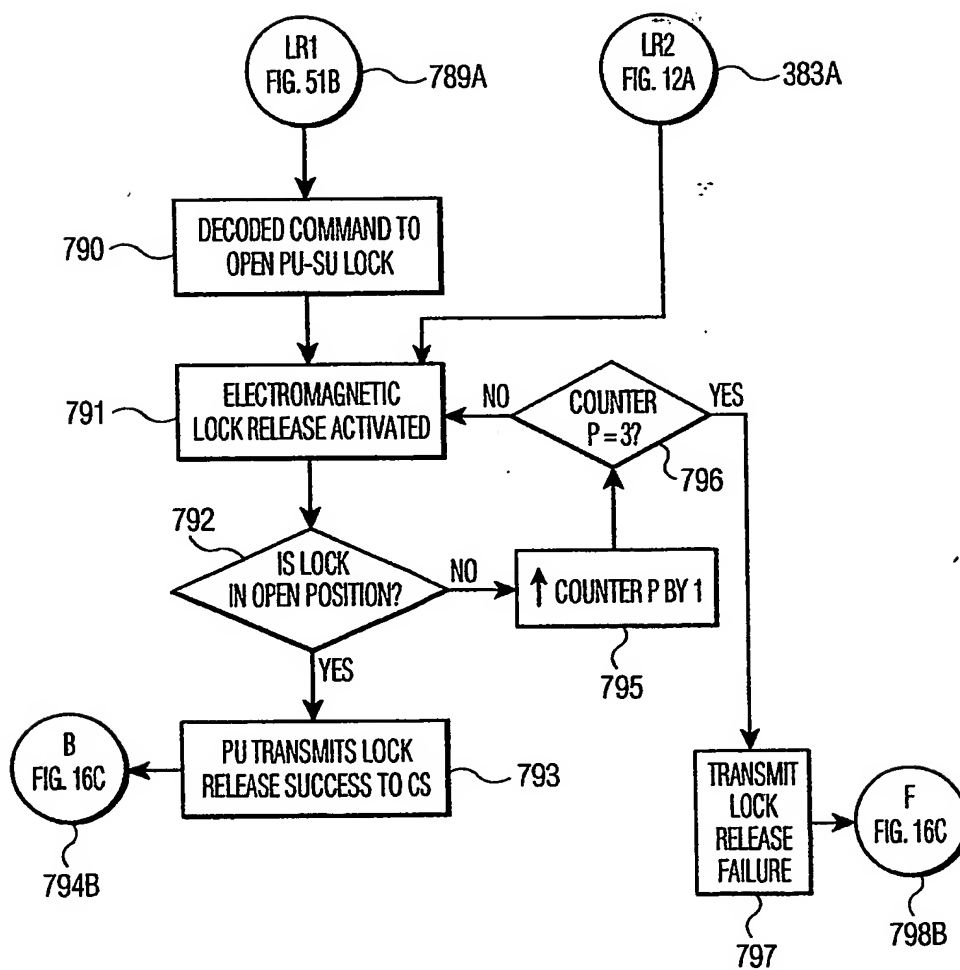 LR1
FIG. 51B
789A
LR2
FIG. 12A
383A
790
DECODED COMMAND TO
OPEN PU-SU LOCK
791
ELECTROMAGNETIC
LOCK RELEASE ACTIVATED
NO
COUNTER
P = 3?
YES
796
792
IS LOCK
IN OPEN POSITION?
NO
↑ COUNTER P BY 1
795
YES
PU TRANSMITS LOCK
RELEASE SUCCESS TO CS
793
B
FIG. 16C
794B
TRANSMIT
LOCK
RELEASE
FAILURE
797
F
FIG. 16C
798B